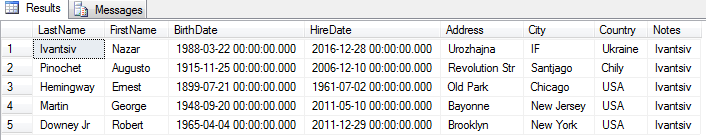 Results Messages
LastName FirstName BirthDate HireDate Address City Country Notes
1 Ivantsiv Nazar 1988-03-22 00:00:00.000 2016-12-28 00:00:00.000 Urozhajna IF Ukraine Ivantsiv
2 Pinochet Augusto 1915-11-25 00:00:00.000 2006-12-10 00:00:00.000 Revolution Str Santjago Chily Ivantsiv
3 Hemingway Ernest 1899-07-21 00:00:00.000 1961-07-02 00:00:00.000 Old Park Chicago USA Ivantsiv
4 Martin George 1948-09-20 00:00:00.000 2011-05-10 00:00:00.000 Bayonne New Jersey USA Ivantsiv
5 Downey Jr Robert 1965-04-04 00:00:00.000 2011-12-29 00:00:00.000 Brooklyn New York USA Ivantsiv